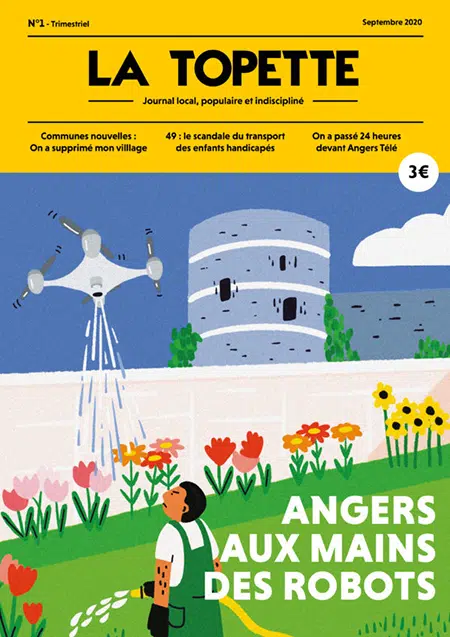 N°1 - Trimestriel
Septembre 2020
LA TOPETTE
Journal local, populaire et indiscipliné
Communes nouvelles :
On a supprimé mon villlage
49 : le scandale du transport
des enfants handicapés
On a passé 24 heures
devant Angers Télé
3€
ANGERS
AUX MAINS
DES ROBOTS